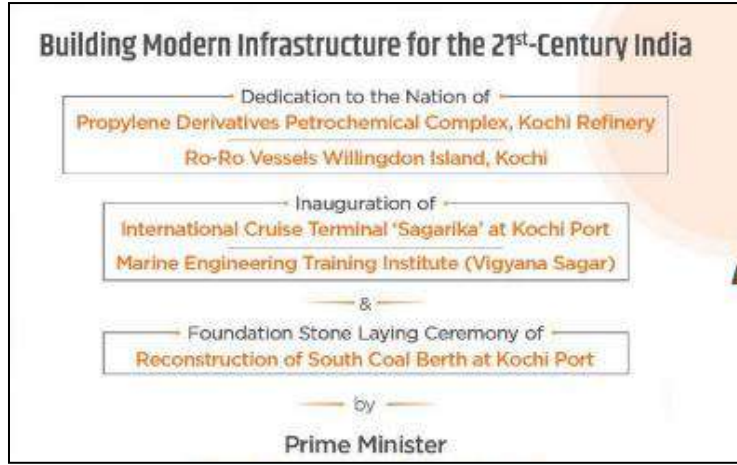 Building Modern Infrastructure for the 21st-Century India
Dedication to the Nation of
Propylene Derivatives Petrochemical Complex, Kochi Refinery
Ro-Ro Vessels Willingdon Island, Kochi
Inauguration of
International Cruise Terminal 'Sagarika' at Kochi Port
Marine Engineering Training Institute (Vigyana Sagar)
&
Foundation Stone Laying Ceremony of
Reconstruction of South Coal Berth at Kochi Port
by
Prime Minister